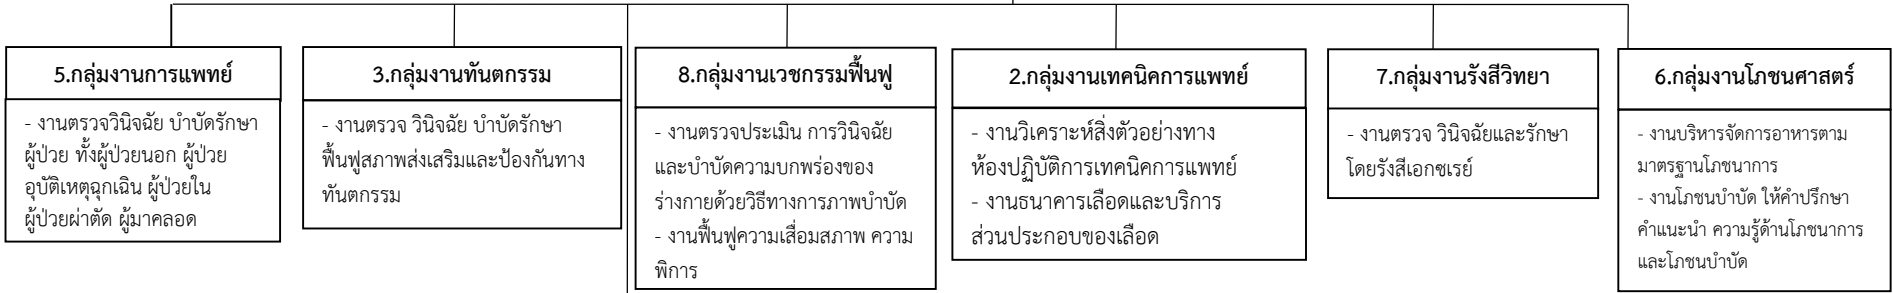 5.กลุ่มงานการแพทย์
- งานตรวจวินิจฉัย บำบัดรักษา
ผู้ป่วย ทั้งผู้ป่วยนอก ผู้ป่วย
อุบัติเหตุฉุกเฉิน ผู้ป่วยใน
ผู้ป่วยผ่าตัด ผู้มาคลอด
3.กลุ่มงานทันตกรรม
- งานตรวจ วินิจฉัย บำบัดรักษา
ฟื้นฟูสภาพส่งเสริมและป้องกันทาง
ทันตกรรม
8.กลุ่มงานเวชกรรมฟื้นฟู
- งานตรวจประเมิน การวินิจฉัย
และบำบัดความบกพร่องของ
ร่างกายด้วยวิธีทางการภาพบำบัด
- งานฟื้นฟูความเสื่อมสภาพ ความ
พิการ
2.กลุ่มงานเทคนิคการแพทย์
- งานวิเคราะห์สิ่งตัวอย่างทาง
ห้องปฏิบัติการเทคนิคการแพทย์
- งานธนาคารเลือดและบริการ
ส่วนประกอบของเลือด
7.กลุ่มงานรังสีวิทยา
- งานตรวจ วินิจฉัยและรักษา
โดยรังสีเอกซเรย์
6.กลุ่มงานโภชนศาสตร์
- งานบริหารจัดการอาหารตาม
มาตรฐานโภชนาการ
- งานโภชนบำบัด ให้คำปรึกษา
คำแนะนำ ความรู้ด้านโภชนาการ
และโภชนบำบัด